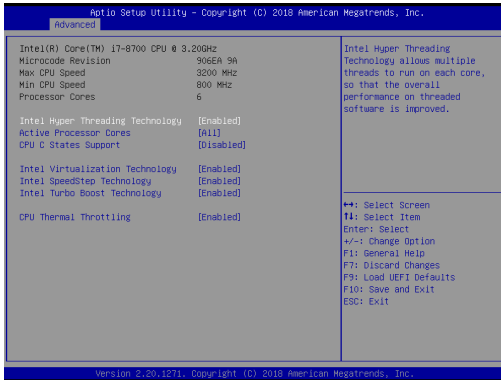 Aptio Setup Utility – Copyright (C) 2018 American Megatrends, Inc.
Advanced
Intel(R) Core(TM) i7-8700 CPU @ 3.20GHz
Microcode Revision 906EA 9A
Max CPU Speed 3200 MHz
Min CPU Speed 800 MHz
Processor Cores 6
Intel Hyper Threading Technology [Enabled]
Active Processor Cores [All]
CPU C States Support [Disabled]
Intel Virtualization Technology [Enabled]
Intel SpeedStep Technology [Enabled]
Intel Turbo Boost Technology [Enabled]
CPU Thermal Throttling [Enabled]
Intel Hyper Threading
Technology allows multiple
threads to run on each core,
so that the overall
performance on threaded
software is improved.
↔: Select Screen
↑↓: Select Item
Enter: Select
+/-: Change Option
F1: General Help
F7: Discard Changes
F9: Load UEFI Defaults
F10: Save and Exit
ESC: Exit
Version 2.20.1271. Copyright (C) 2018 American Megatrends, Inc.